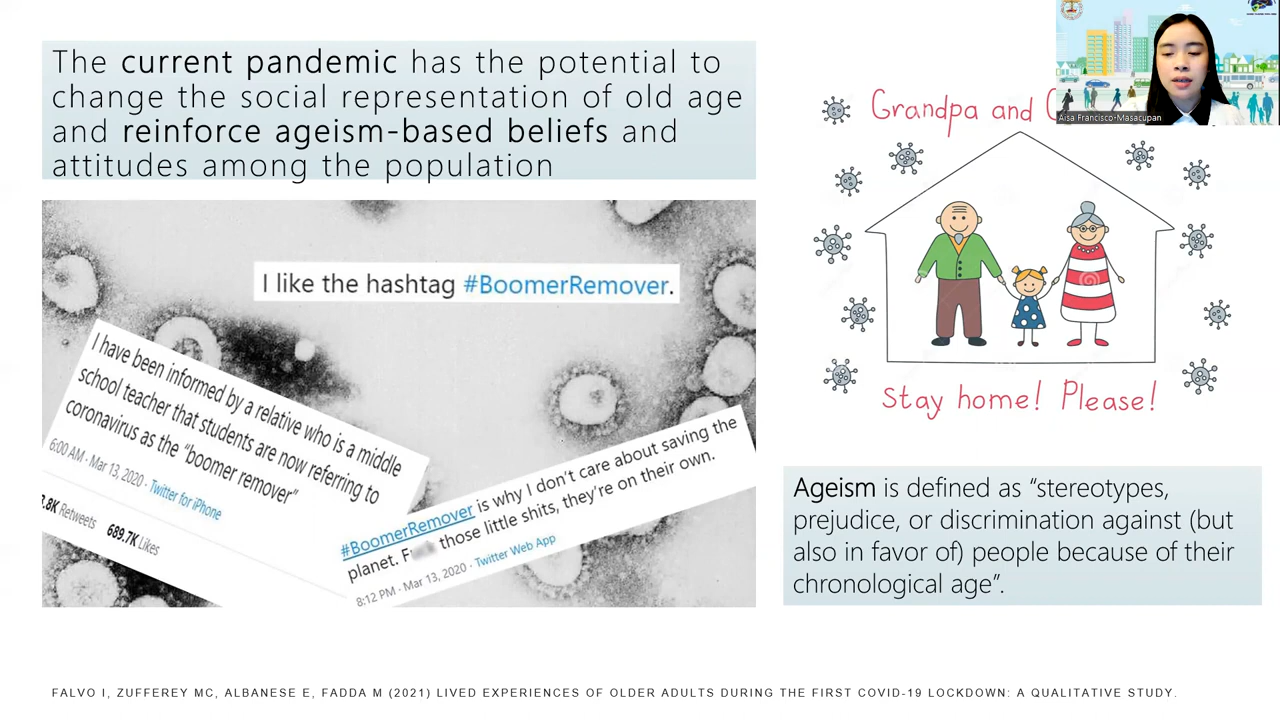 The current pandemic has the potential to
change the social representation of old age
and reinforce ageism-based beliefs and
attitudes among the population
I like the hashtag #BoomerRemover.
I have been informed by a relative who is a middle
school teacher that students are now referring to
coronavirus as the "boomer remover"
6:00 AM · Mar 13, 2020 · Twitter for iPhone
.8K Retweets 689.7K Likes
#BoomerRemover is why I don't care about saving the
planet. F those little shits, they're on their own.
8:12 PM · Mar 13, 2020 · Twitter Web App
Aisa Francisco-Masacupan
Grandpa and
Stay home! Please!
Ageism is defined as “stereotypes,
prejudice, or discrimination against (but
also in favor of) people because of their
chronological age”.
FALVO I, ZUFFEREY MC, ALBANESE E, FADDA M (2021) LIVED EXPERIENCES OF OLDER ADULTS DURING THE FIRST COVID-19 LOCKDOWN: A QUALITATIVE STUDY.